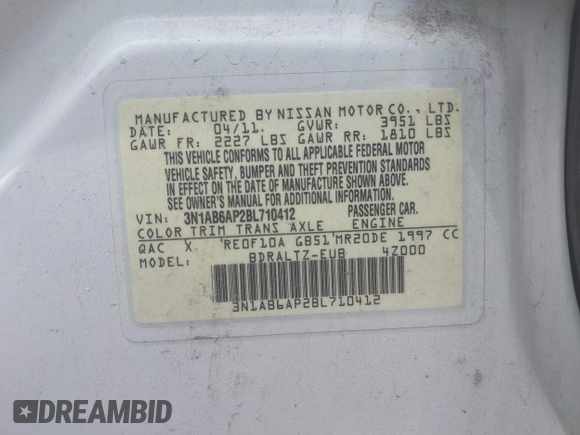 MANUFACTURED BY NISSAN MOTOR CO., LTD.
DATE: 04/11. GVWR: 3951 LBS
GAWR FR: 2227 LBS GAWR RR: 1810 LBS
THIS VEHICLE CONFORMS TO ALL APPLICABLE FEDERAL MOTOR
VEHICLE SAFETY, BUMPER AND THEFT PREVENTION STANDARDS
IN EFFECT ON THE DATE OF MANUFACTURE SHOWN ABOVE.
SEE OWNER'S MANUAL FOR ADDITIONAL INFORMATION.
VIN: 3N1AB6AP2BL710412 PASSENGER CAR.
COLOR TRIM TRANS AXLE ENGINE
QAC X 'RE0F10A GB51'MR20DE 1997 CC
MODEL: BDRALTZ-EUB 4Z000
3N1AB6AP2BL710412
DREAMBID